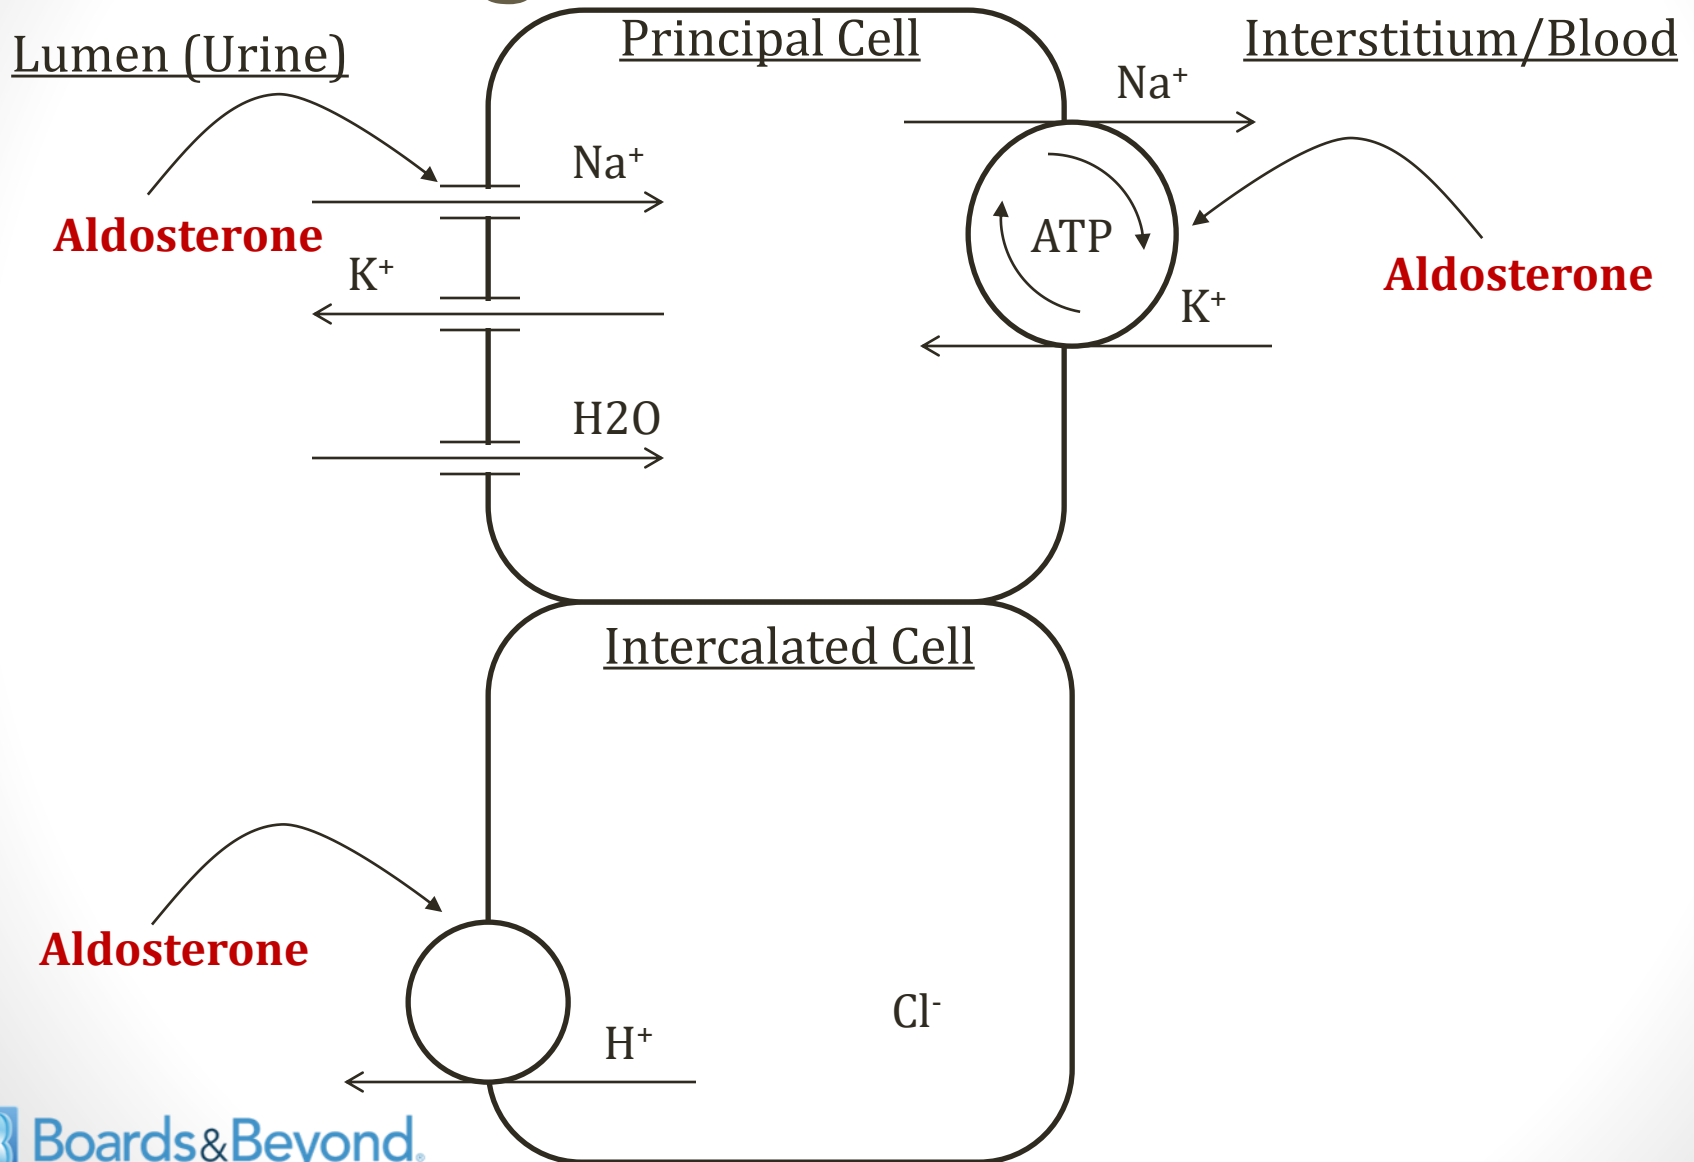 Lumen (Urine)
Principal Cell
Interstitium/Blood
Na⁺
Na⁺
Aldosterone
K⁺
ATP
Aldosterone
K⁺
H2O
Intercalated Cell
Aldosterone
Cl⁻
H⁺
Boards&Beyond®